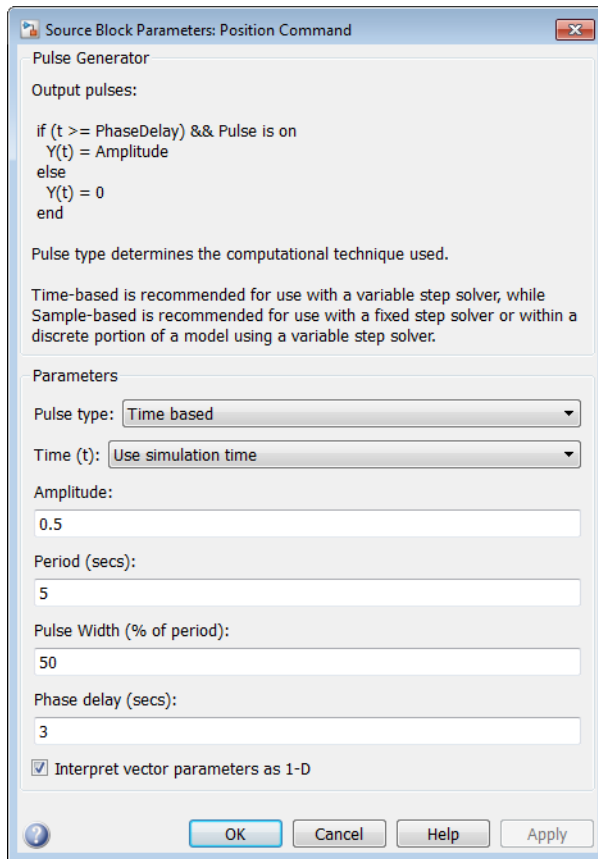 Source Block Parameters: Position Command
Pulse Generator
Output pulses:
if (t >= PhaseDelay) && Pulse is on
Y(t) = Amplitude
else
Y(t) = 0
end
Pulse type determines the computational technique used.
Time-based is recommended for use with a variable step solver, while
Sample-based is recommended for use with a fixed step solver or within a
discrete portion of a model using a variable step solver.
Parameters
Pulse type: Time based
Time (t): Use simulation time
Amplitude:
0.5
Period (secs):
5
Pulse Width (% of period):
50
Phase delay (secs):
3
Interpret vector parameters as 1-D
? OK Cancel Help Apply